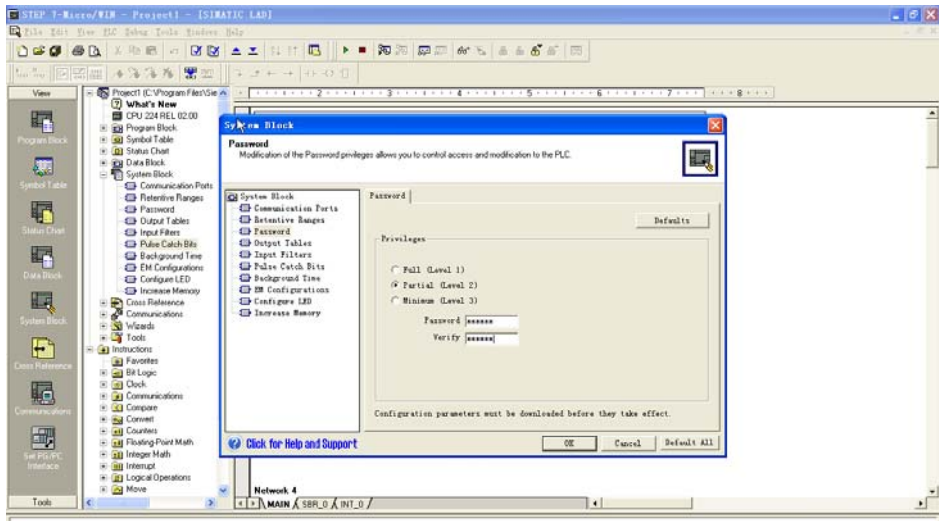 STEP 7-Micro/WIN - Project1 - [SIMATIC LAD]
File Edit View PLC Debug Tools Windows Help
View
Program Block
Symbol Table
Status Chart
Data Block
System Block
Cross Reference
Communications
Set PG/PC Interface
Tools
Project1 (C:\Program Files\Sie
What's New
CPU 224 REL 02.00
Program Block
Symbol Table
Status Chart
Data Block
System Block
Communication Ports
Retentive Ranges
Password
Output Tables
Input Filters
Pulse Catch Bits
Background Time
EM Configurations
Configure LED
Increase Memory
Cross Reference
Communications
Wizards
Tools
Instructions
Favorites
Bit Logic
Clock
Communications
Compare
Convert
Counters
Floating-Point Math
Integer Math
Interrupt
Logical Operations
Move
2 3 4 5 6 7 8
System Block
Password
Modification of the Password privileges allows you to control access and modification to the PLC.
System Block
Communication Ports
Retentive Ranges
Password
Output Tables
Input Filters
Pulse Catch Bits
Background Time
EM Configurations
Configure LED
Increase Memory
Password
Defaults
Privileges
Full (Level 1)
Partial (Level 2)
Minimum (Level 3)
Password ******
Verify ******
Configuration parameters must be downloaded before they take effect.
Click for Help and Support
OK Cancel Default All
Network 4
MAIN SBR_0 INT_0